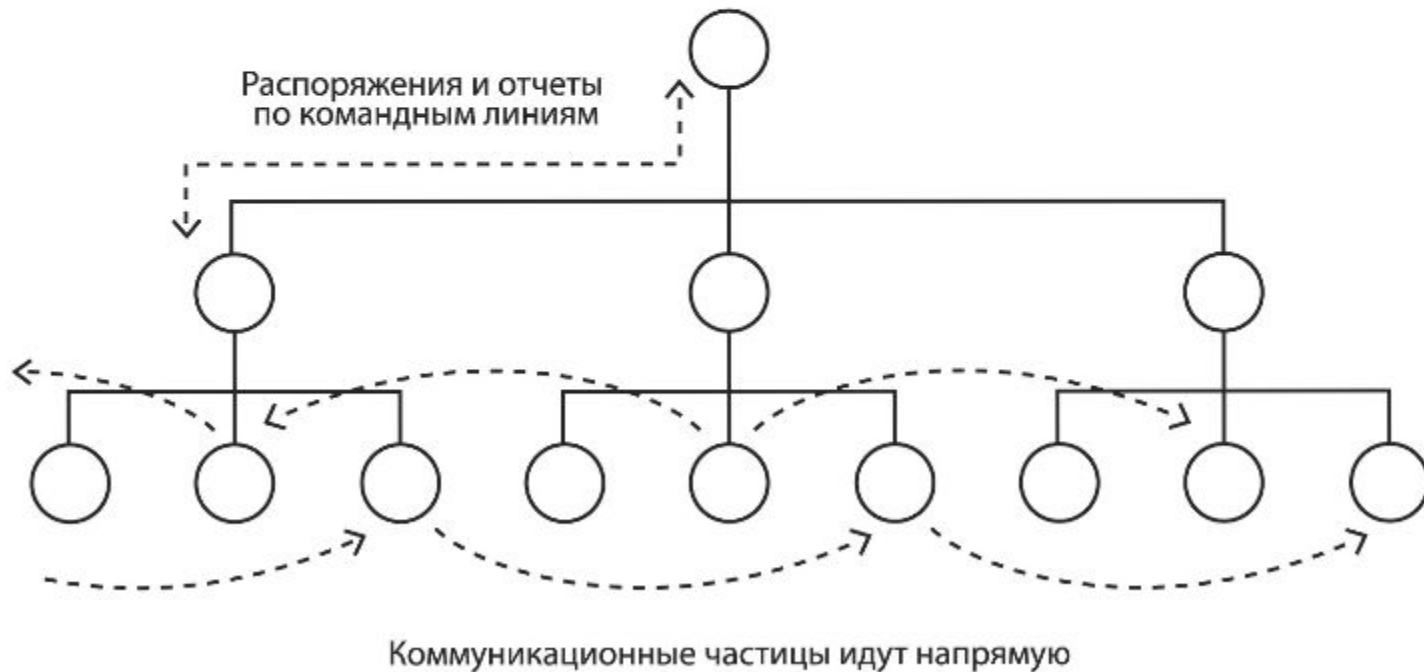 Распоряжения и отчеты
по командным линиям
Коммуникационные частицы идут напрямую